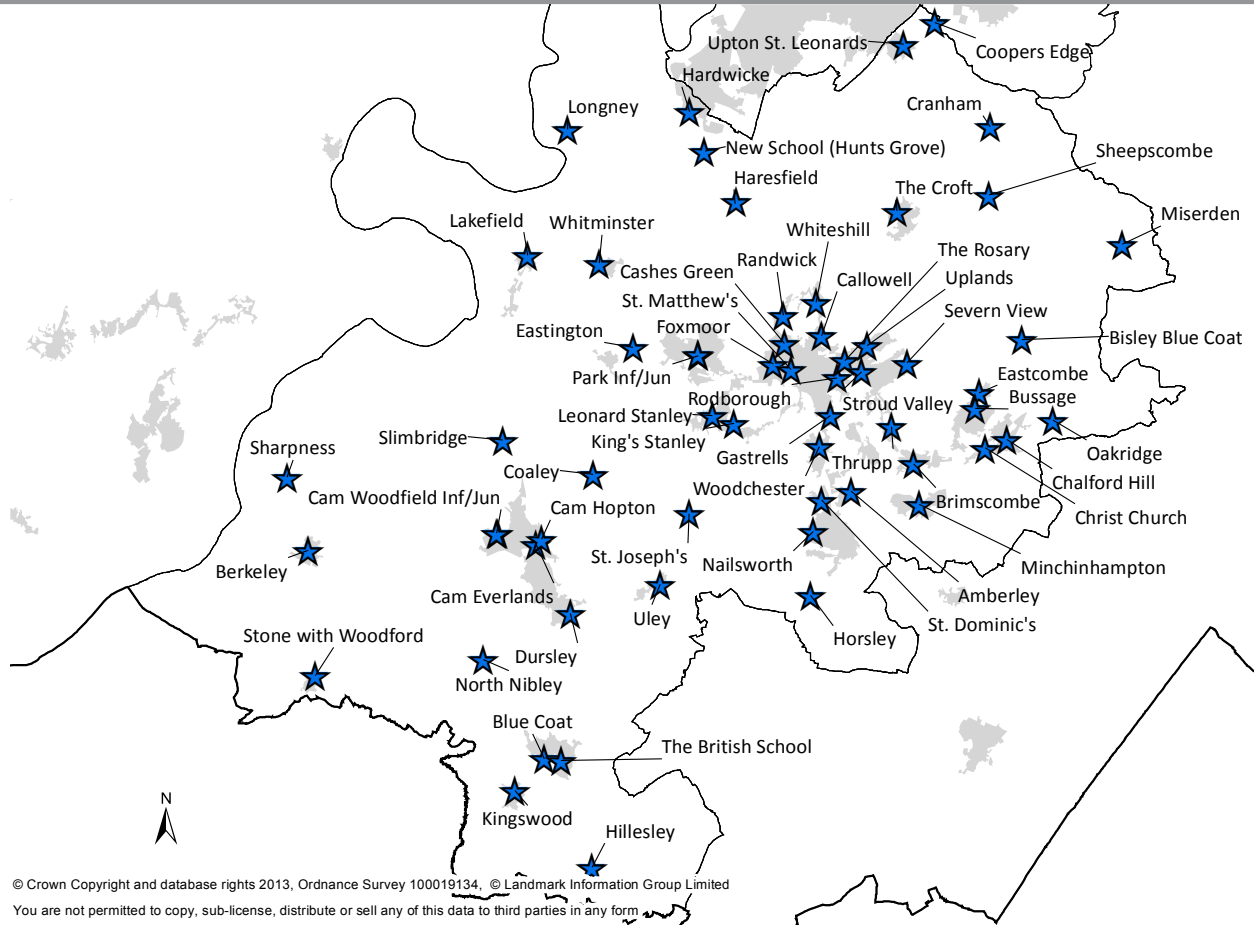 Upton St. Leonards
Coopers Edge
Hardwicke
Longney
Cranham
New School (Hunts Grove)
Sheepscombe
Haresfield
The Croft
Miserden
Lakefield
Whitminster
Whiteshill
Randwick
The Rosary
Cashes Green
Callowell
Uplands
St. Matthew's
Severn View
Eastington
Foxmoor
Bisley Blue Coat
Park Inf/Jun
Eastcombe
Rodborough
Bussage
Leonard Stanley
Stroud Valley
Slimbridge
King's Stanley
Sharpness
Gastrells
Thrupp
Oakridge
Coaley
Chalford Hill
Woodchester
Cam Woodfield Inf/Jun
Brimscombe
Cam Hopton
Christ Church
St. Joseph's
Nailsworth
Minchinhampton
Berkeley
Cam Everlands
Amberley
Uley
St. Dominic's
Stone with Woodford
Horsley
Dursley
North Nibley
Blue Coat
The British School
N
Kingswood
Hillesley
© Crown Copyright and database rights 2013, Ordnance Survey 100019134, © Landmark Information Group Limited
You are not permitted to copy, sub-license, distribute or sell any of this data to third parties in any form